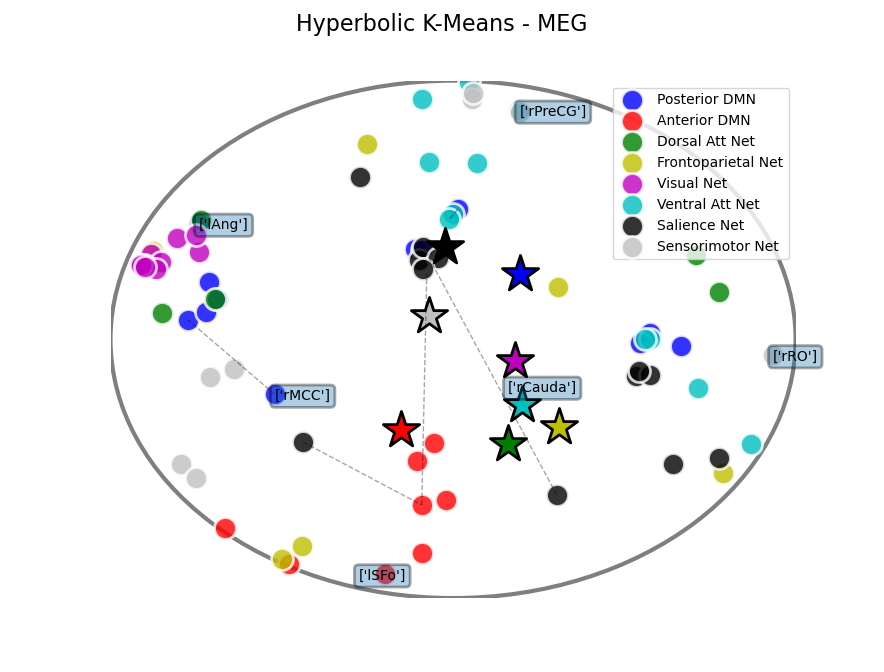 Hyperbolic K-Means - MEG
['rPreCG']
Posterior DMN
Anterior DMN
Dorsal Att Net
Frontoparietal Net
Visual Net
Ventral Att Net
Salience Net
Sensorimotor Net
['lAng']
['rRO']
['rCauda']
['rMCC']
['lSFo']